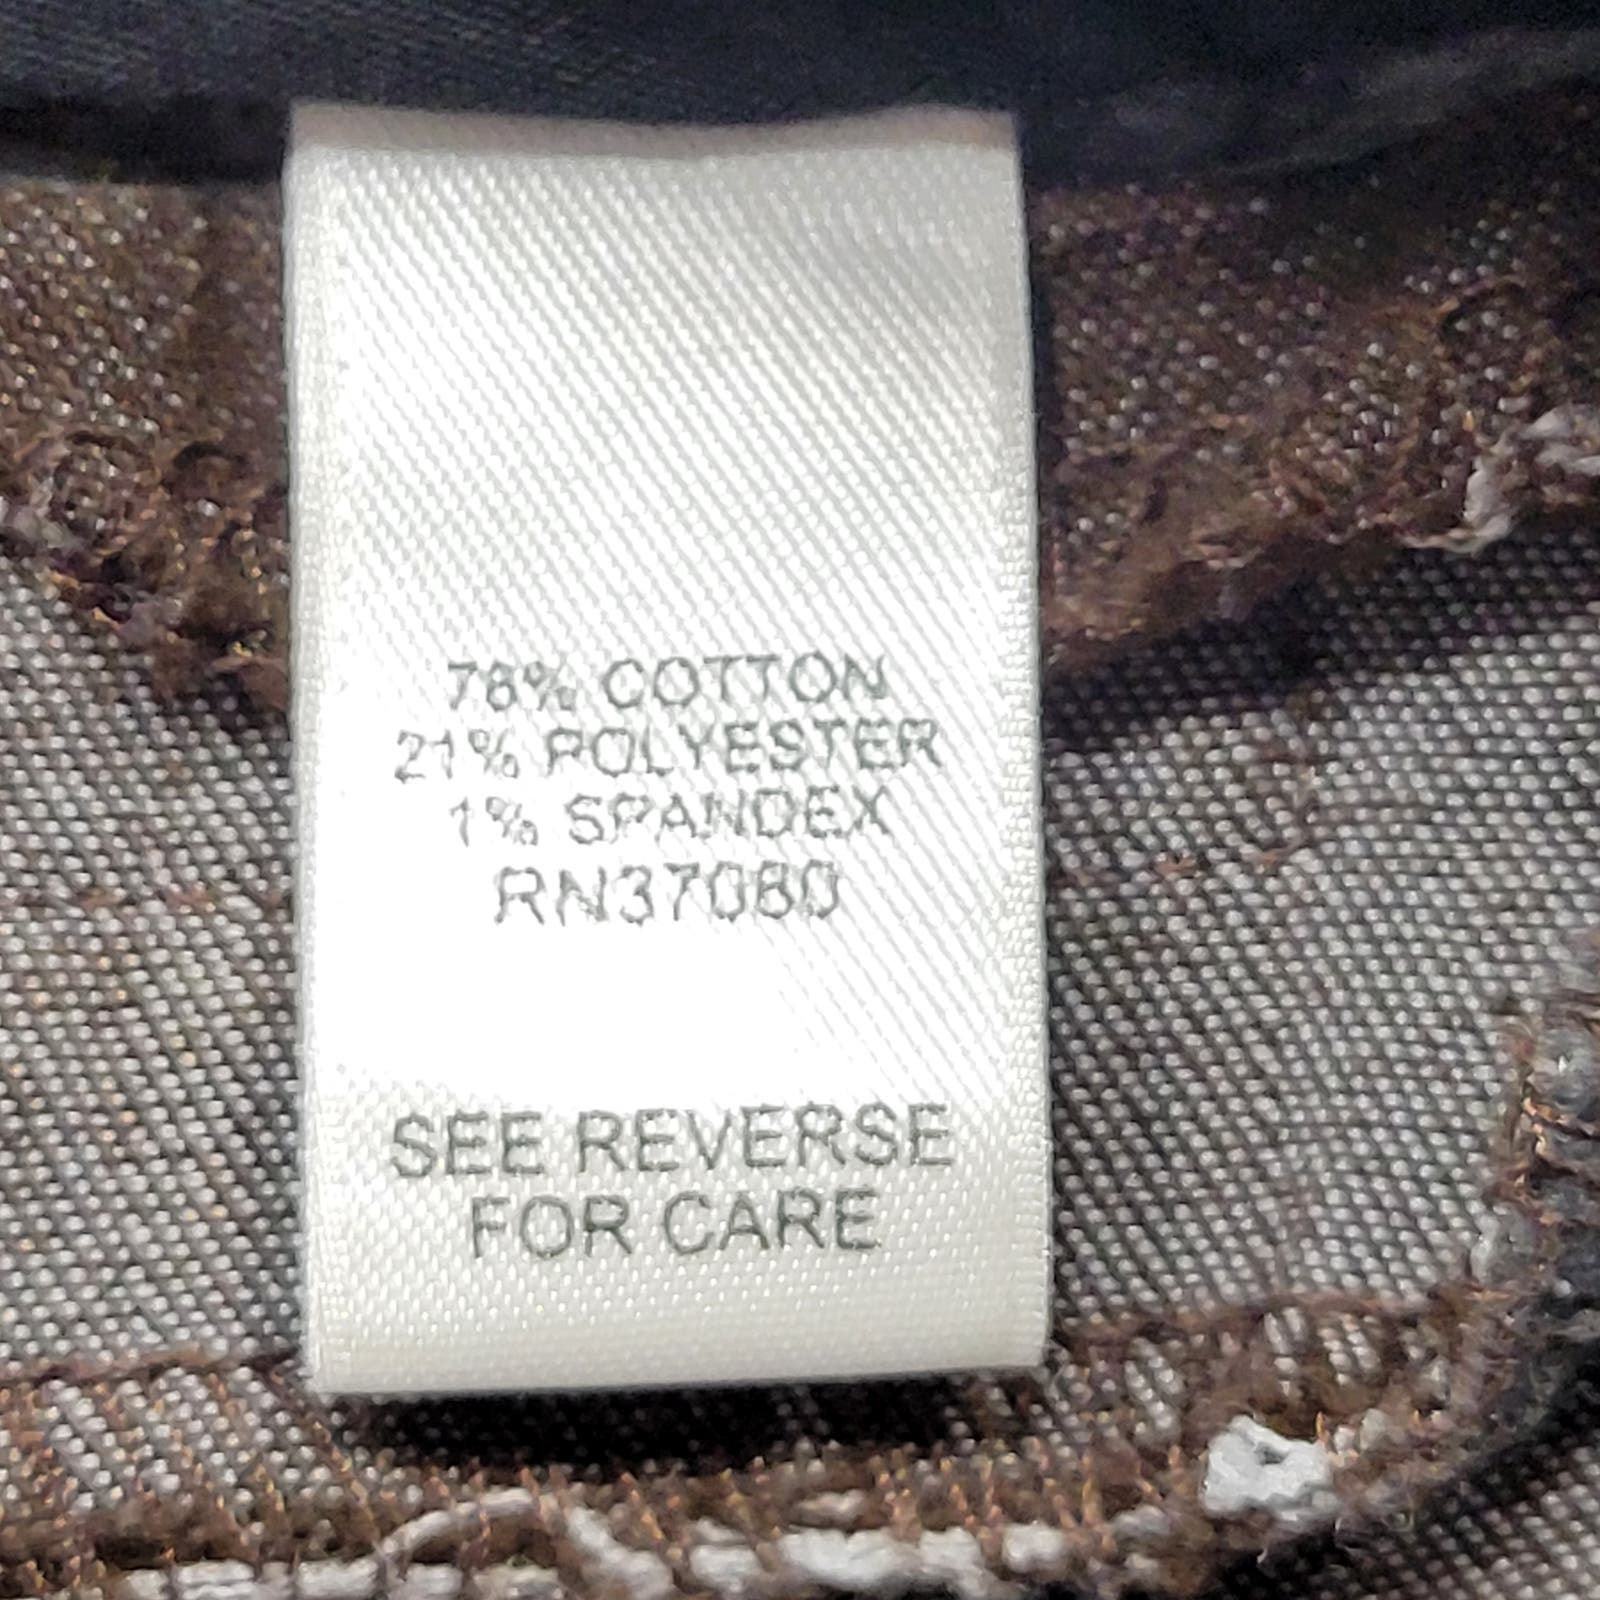 78% COTTON
21% POLYESTER
1% SPANDEX
RN37080
SEE REVERSE
FOR CARE